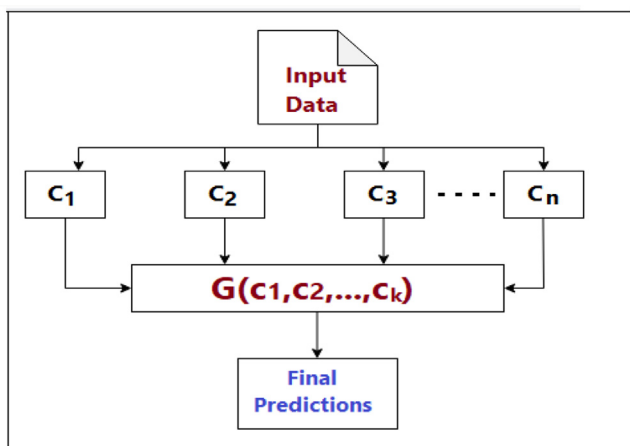 Input
Data
C₁ C₂ C₃ - - - - Cₙ
G(c₁,c₂,...,cₖ)
Final
Predictions